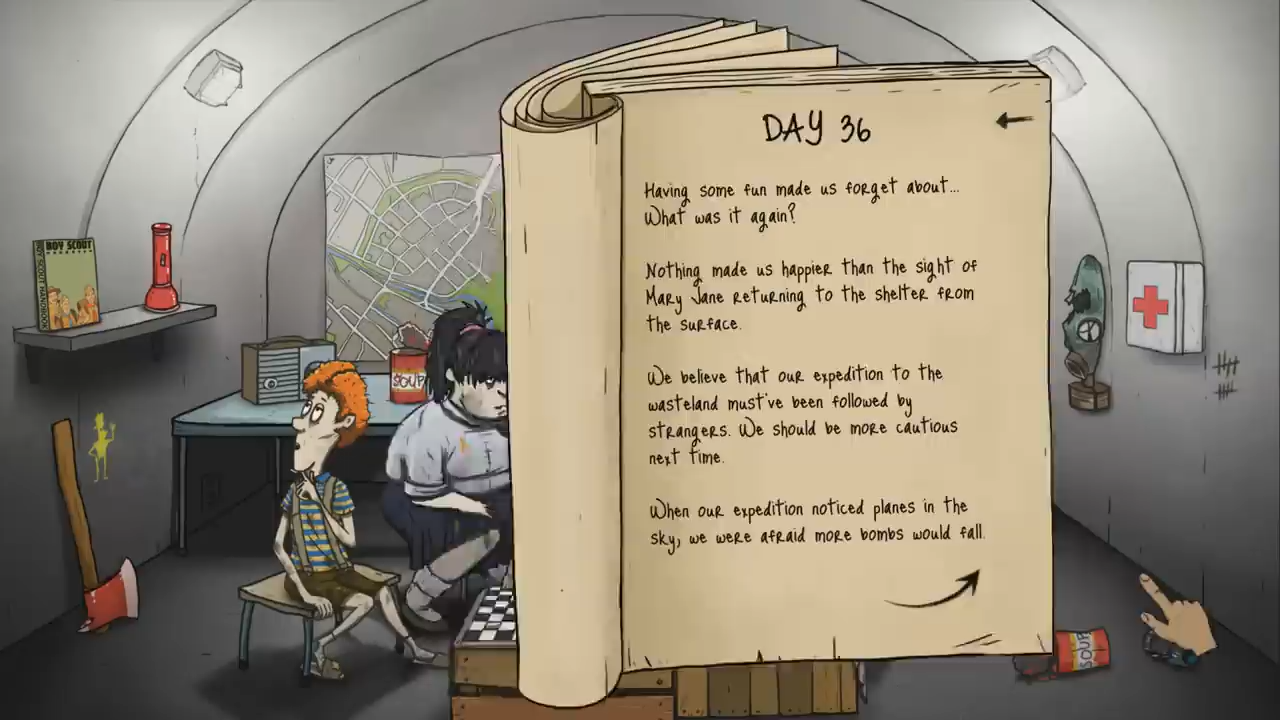 DAY 36
Having some fun made us forget about...
What was it again?
Nothing made us happier than the sight of
Mary Jane returning to the shelter from
the surface.
We believe that our expedition to the
wasteland must've been followed by
strangers. We should be more cautious
next time.
When our expedition noticed planes in the
sky, we were afraid more bombs would fall.
BOY SCOUT
BOY SCOUT HANDBOOK
SOUP
SOUP